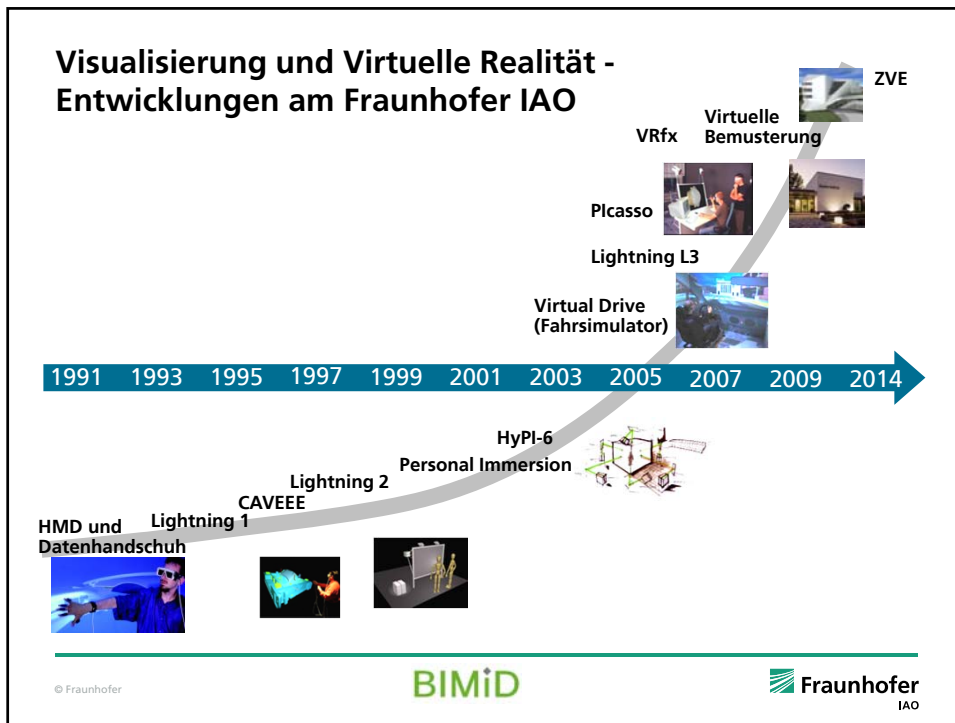 Visualisierung und Virtuelle Realität -
Entwicklungen am Fraunhofer IAO
ZVE
Virtuelle
Bemusterung
VRfx
PIcasso
Lightning L3
Virtual Drive
(Fahrsimulator)
1991 1993 1995 1997 1999 2001 2003 2005 2007 2009 2014
HyPI-6
Personal Immersion
Lightning 2
CAVEEE
Lightning 1
HMD und
Datenhandschuh
© Fraunhofer
BIMiD
Fraunhofer
IAO